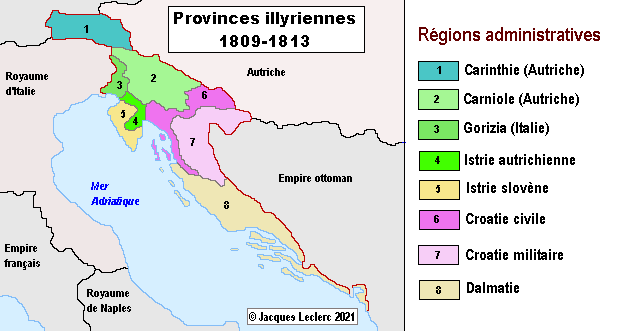 Provinces illyriennes
1809-1813
1
Royaume
d'Italie
Autriche
2
3
6
5
4
7
Mer
Adriatique
Empire ottoman
8
Empire
français
Royaume
de Naples
© Jacques Leclerc 2021
Régions administratives
1 Carinthie (Autriche)
2 Carniole (Autriche)
3 Gorizia (Italie)
4 Istrie autrichienne
5 Istrie slovène
6 Croatie civile
7 Croatie militaire
8 Dalmatie